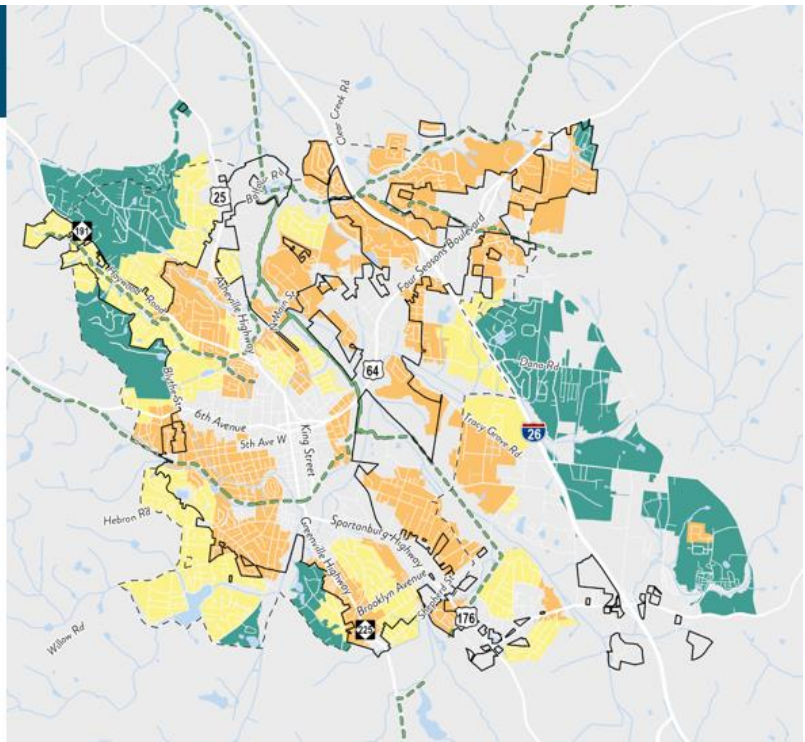 Clear Creek Rd
25
Balfour Rd
191
Haywood Road
Asheville Highway
N Main St
Four Seasons Boulevard
64
Dana Rd
Blythe St
6th Avenue
5th Ave W
King Street
Tracy Grove Rd
26
Hebron Rd
Spartanburg Highway
Greenville Highway
Brooklyn Avenue
Shepherd St
176
225
Willow Rd